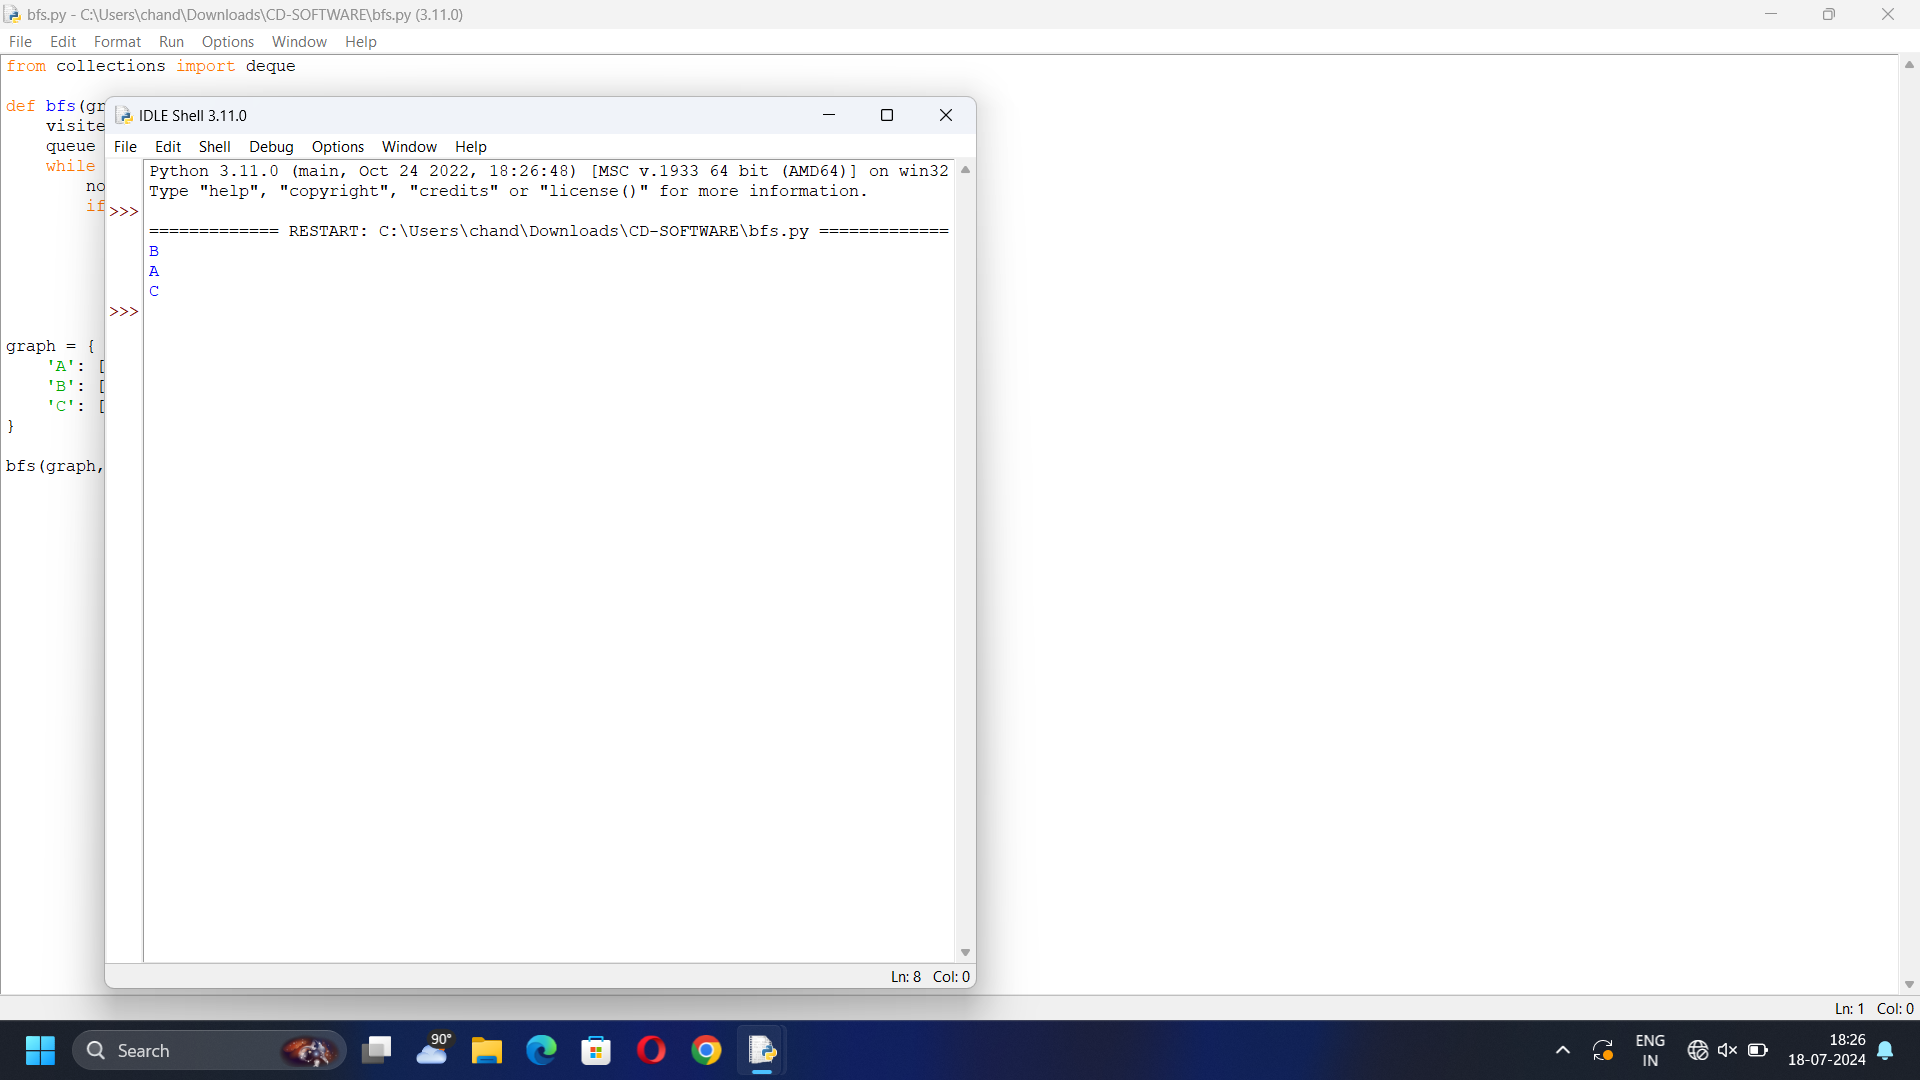 bfs.py - C:\Users\chand\Downloads\CD-SOFTWARE\bfs.py (3.11.0)
File Edit Format Run Options Window Help
from collections import deque
def bfs(gr
visite
queue
while
no
if
graph = {
'A': [
'B': [
'C': [
}
bfs(graph,
IDLE Shell 3.11.0
File Edit Shell Debug Options Window Help
Python 3.11.0 (main, Oct 24 2022, 18:26:48) [MSC v.1933 64 bit (AMD64)] on win32
Type "help", "copyright", "credits" or "license()" for more information.
>>>
============= RESTART: C:\Users\chand\Downloads\CD-SOFTWARE\bfs.py =============
B
A
C
>>>
Ln: 8 Col: 0
Ln: 1 Col: 0
Search
90°
ENG
IN
18:26
18-07-2024